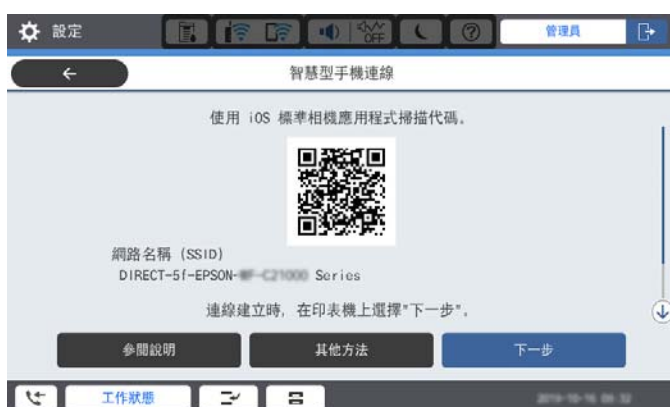 設定
OFF
?
管理員
智慧型手機連線
使用 iOS 標準相機應用程式掃描代碼。
網路名稱 (SSID)
DIRECT-5f-EPSON- Series
連線建立時, 在印表機上選擇"下一步"。
參閱說明
其他方法
下一步
工作狀態